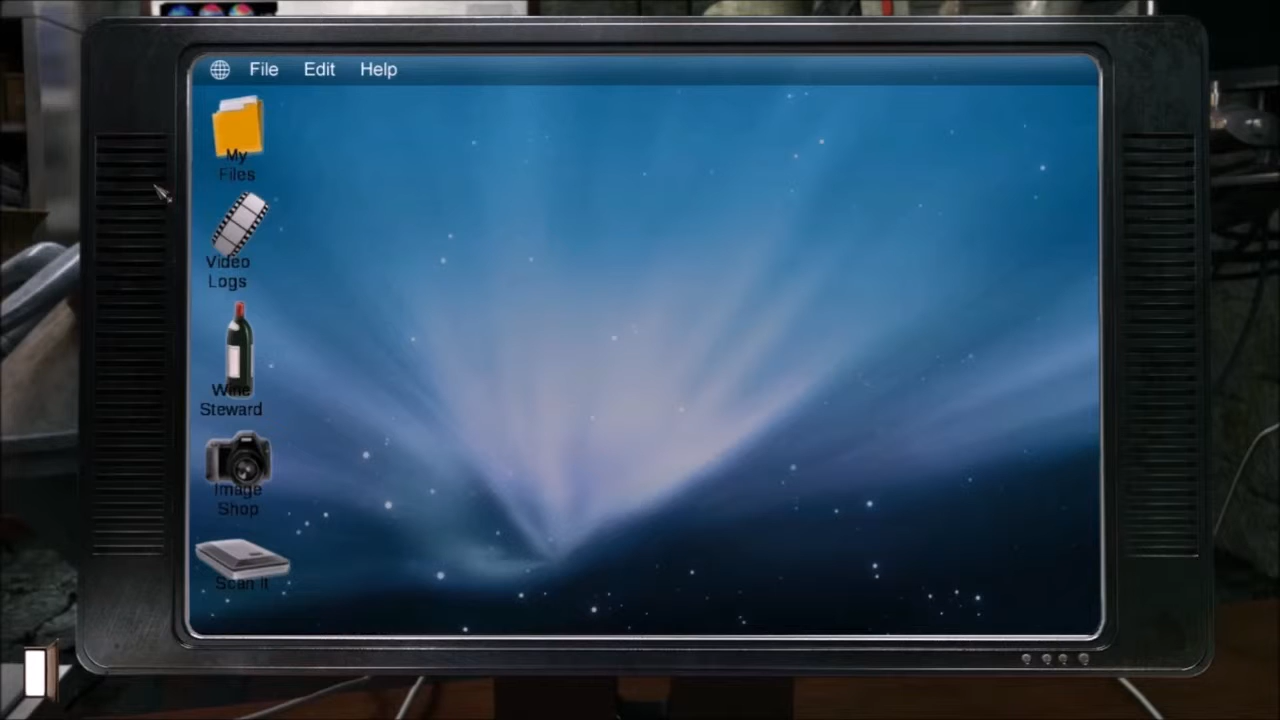 File Edit Help
My
Files
Video
Logs
Wine
Steward
Image
Shop
Scan It